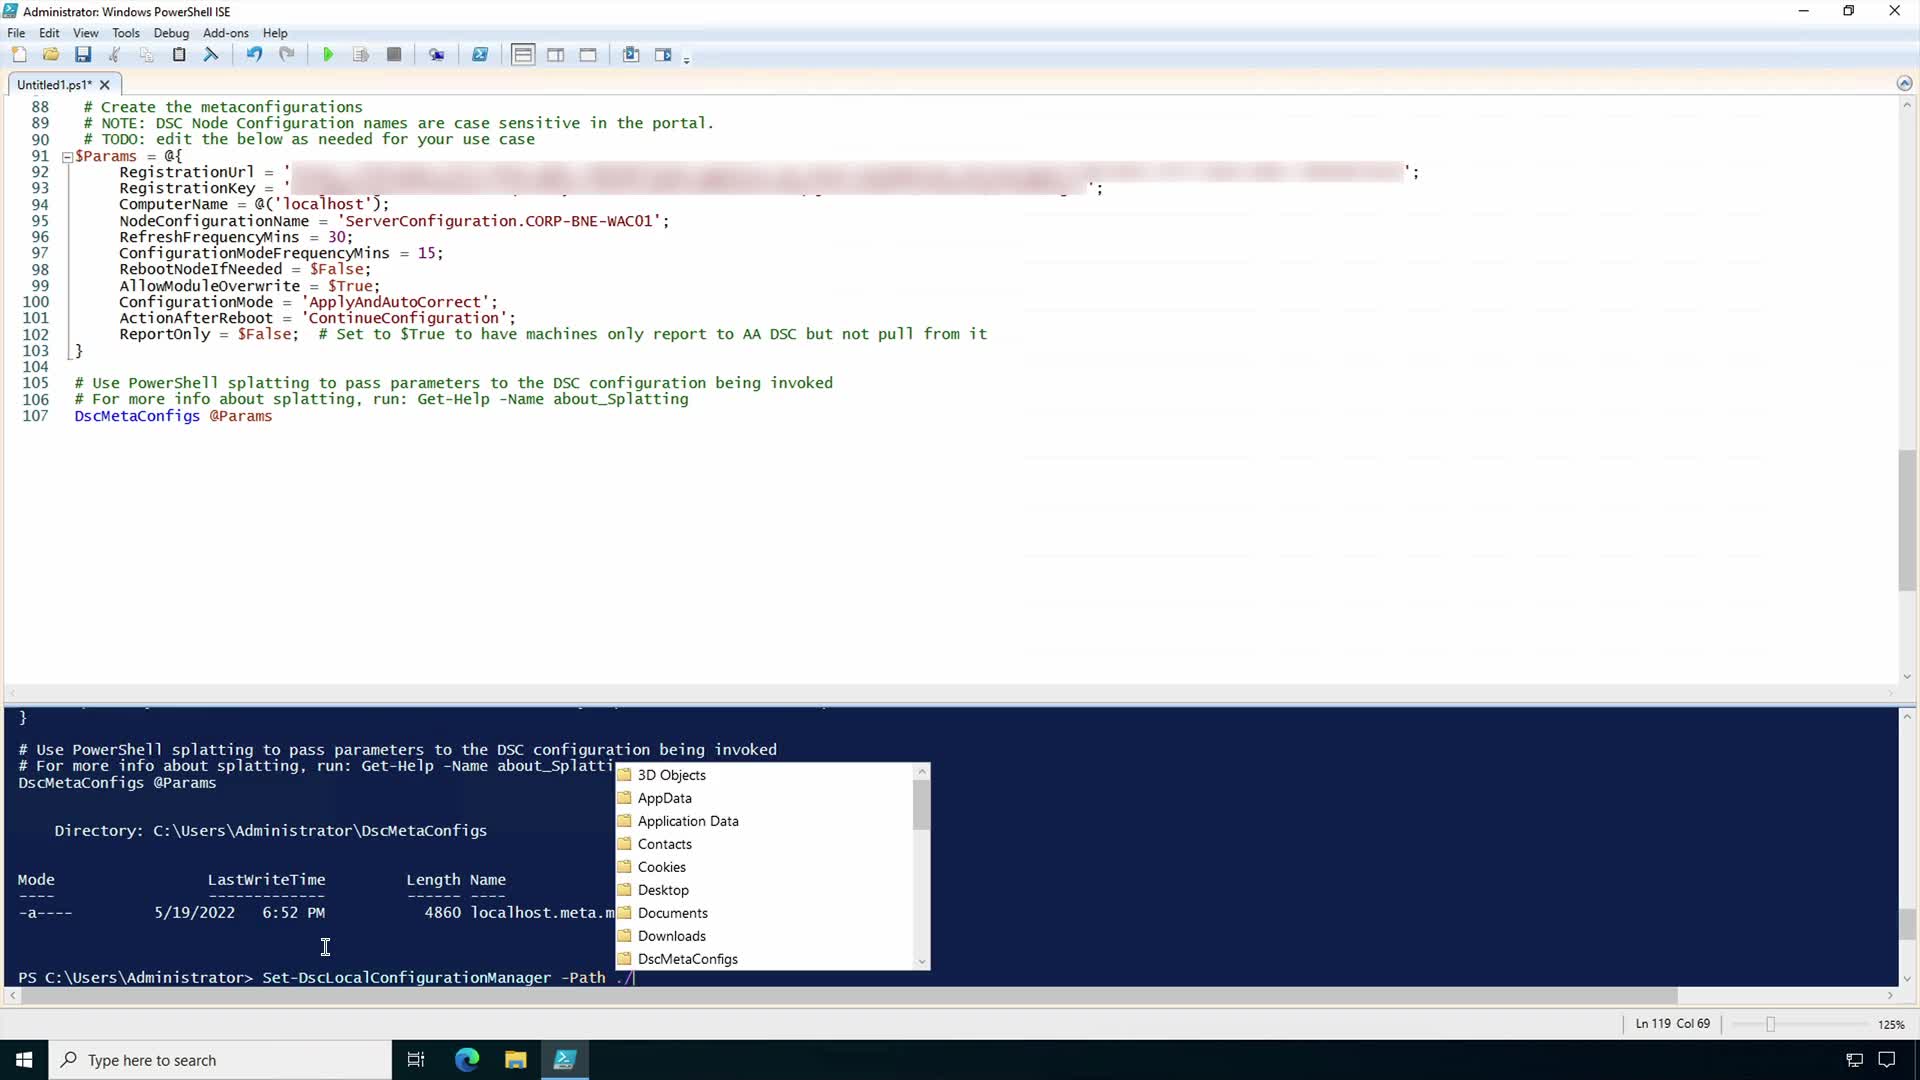 Administrator: Windows PowerShell ISE
File Edit View Tools Debug Add-ons Help
Untitled1.ps1*
88 # Create the metaconfigurations
89 # NOTE: DSC Node Configuration names are case sensitive in the portal.
90 # TODO: edit the below as needed for your use case
91 $Params = @{
92 RegistrationUrl = ' ';
93 RegistrationKey = ' ';
94 ComputerName = @('localhost');
95 NodeConfigurationName = 'ServerConfiguration.CORP-BNE-WAC01';
96 RefreshFrequencyMins = 30;
97 ConfigurationModeFrequencyMins = 15;
98 RebootNodeIfNeeded = $False;
99 AllowModuleOverwrite = $True;
100 ConfigurationMode = 'ApplyAndAutoCorrect';
101 ActionAfterReboot = 'ContinueConfiguration';
102 ReportOnly = $False; # Set to $True to have machines only report to AA DSC but not pull from it
103 }
104
105 # Use PowerShell splatting to pass parameters to the DSC configuration being invoked
106 # For more info about splatting, run: Get-Help -Name about_Splatting
107 DscMetaConfigs @Params
}
# Use PowerShell splatting to pass parameters to the DSC configuration being invoked
# For more info about splatting, run: Get-Help -Name about_Splatti
DscMetaConfigs @Params
Directory: C:\Users\Administrator\DscMetaConfigs
Mode LastWriteTime Length Name
---- ------------- ------ ----
-a---- 5/19/2022 6:52 PM 4860 localhost.meta.m
3D Objects
AppData
Application Data
Contacts
Cookies
Desktop
Documents
Downloads
DscMetaConfigs
PS C:\Users\Administrator> Set-DscLocalConfigurationManager -Path ./
Ln 119 Col 69
125%
Type here to search